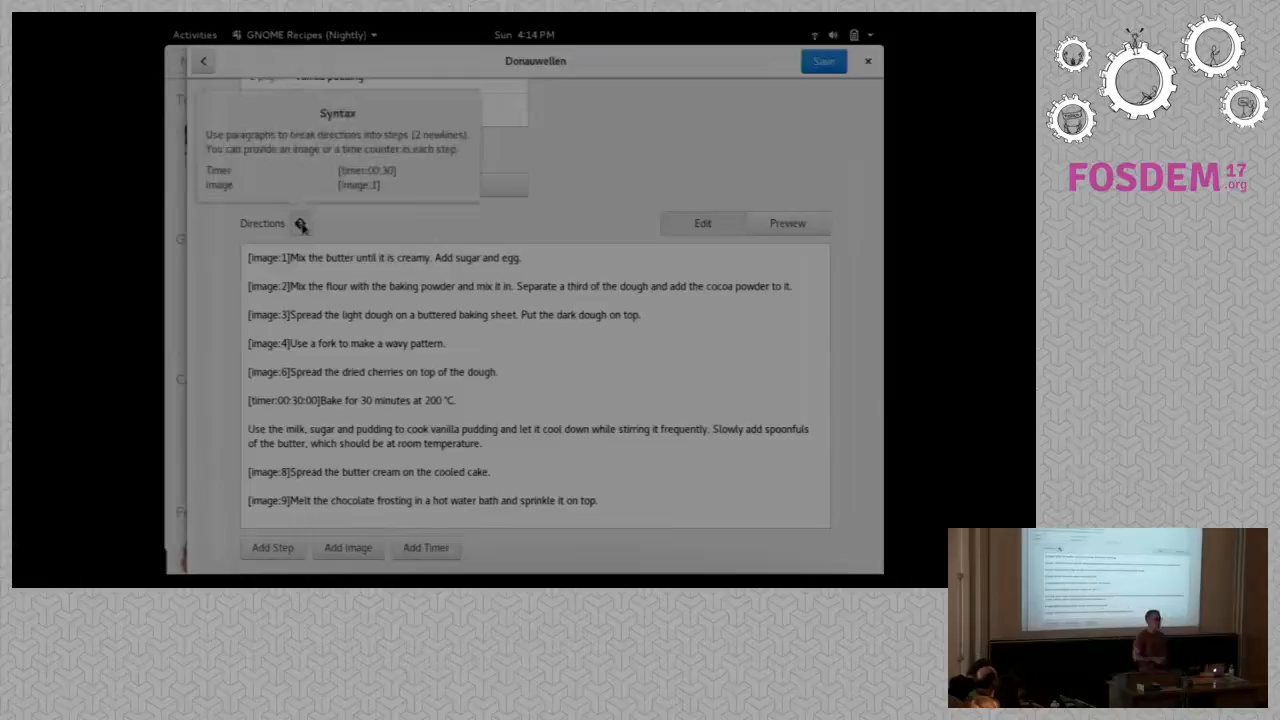 Activities
GNOME Recipes (Nightly)
Sun 4:14 PM
Donauwellen
Save
Syntax
Use paragraphs to break directions into steps (2 newlines).
You can provide an image or a time counter in each step.
Timer [timer:00:30]
Image [image:1]
Directions
Edit
Preview
[image:1]Mix the butter until it is creamy. Add sugar and egg.
[image:2]Mix the flour with the baking powder and mix it in. Separate a third of the dough and add the cocoa powder to it.
[image:3]Spread the light dough on a buttered baking sheet. Put the dark dough on top.
[image:4]Use a fork to make a wavy pattern.
[image:6]Spread the dried cherries on top of the dough.
[timer:00:30:00]Bake for 30 minutes at 200 °C.
Use the milk, sugar and pudding to cook vanilla pudding and let it cool down while stirring it frequently. Slowly add spoonfuls
of the butter, which should be at room temperature.
[image:8]Spread the butter cream on the cooled cake.
[image:9]Melt the chocolate frosting in a hot water bath and sprinkle it on top.
Add Step
Add Image
Add Timer
FOSDEM 17
.org